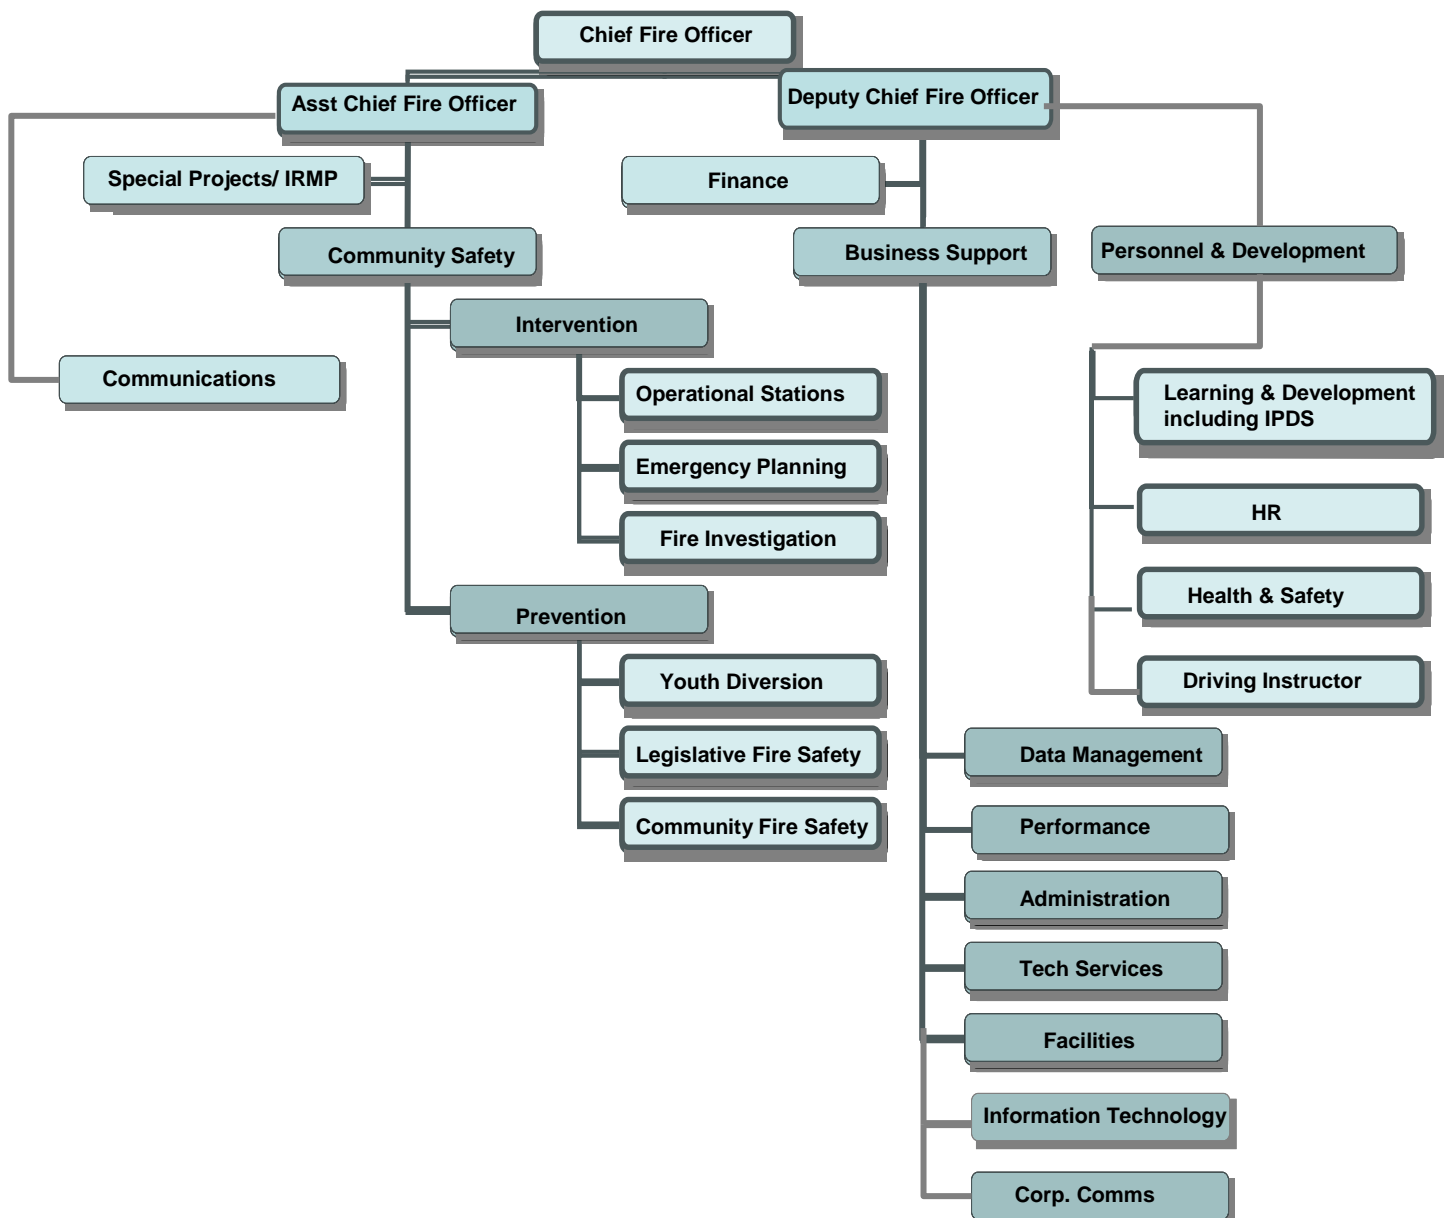 Chief Fire Officer
Asst Chief Fire Officer
Deputy Chief Fire Officer
Special Projects/ IRMP
Finance
Community Safety
Business Support
Personnel & Development
Intervention
Communications
Operational Stations
Learning & Development
including IPDS
Emergency Planning
HR
Fire Investigation
Health & Safety
Prevention
Youth Diversion
Driving Instructor
Legislative Fire Safety
Data Management
Community Fire Safety
Performance
Administration
Tech Services
Facilities
Information Technology
Corp. Comms